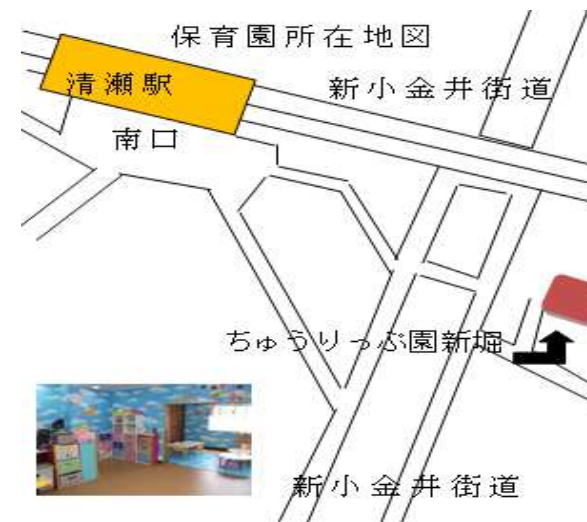 保育園所在地図
清瀬駅
新小金井街道
南口
ちゅうりっぷ園新堀
新小金井街道